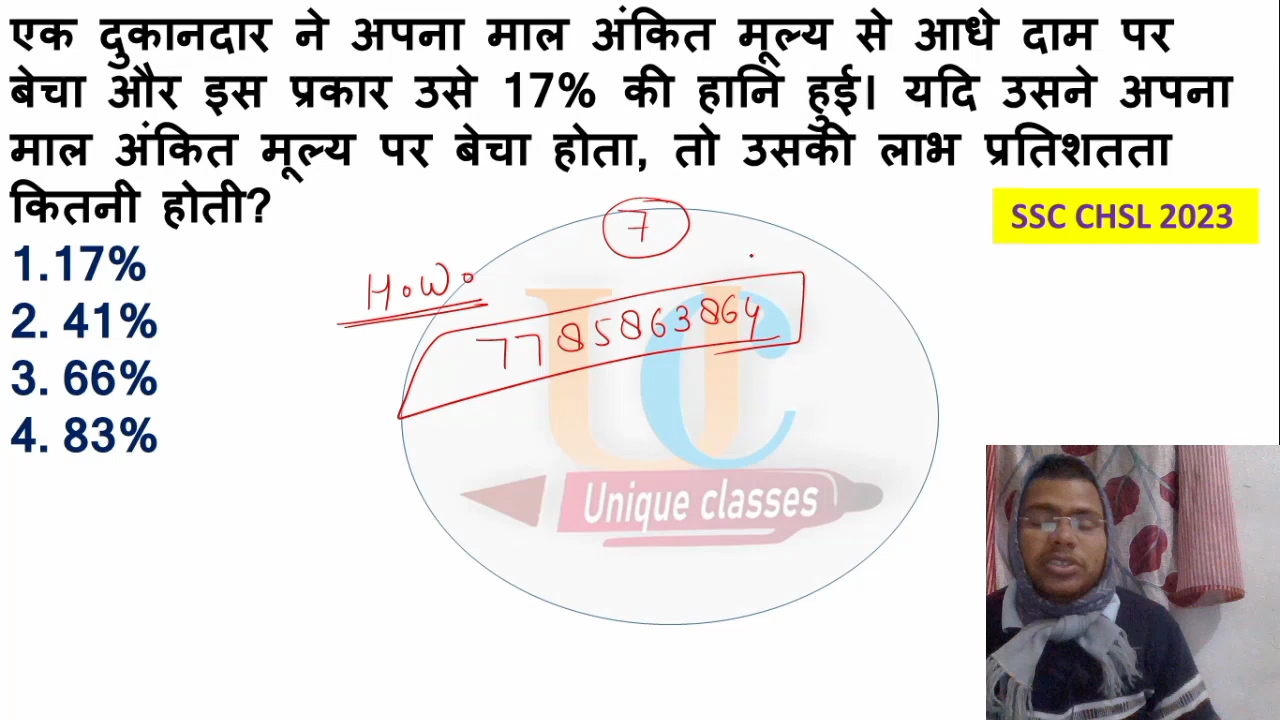 एक दुकानदार ने अपना माल अंकित मूल्य से आधे दाम पर
बेचा और इस प्रकार उसे 17% की हानि हुई। यदि उसने अपना
माल अंकित मूल्य पर बेचा होता, तो उसकी लाभ प्रतिशतता
कितनी होती?
SSC CHSL 2023
1.17%
2. 41%
3. 66%
4. 83%
7
H.W.
7785863864
UC
Unique classes